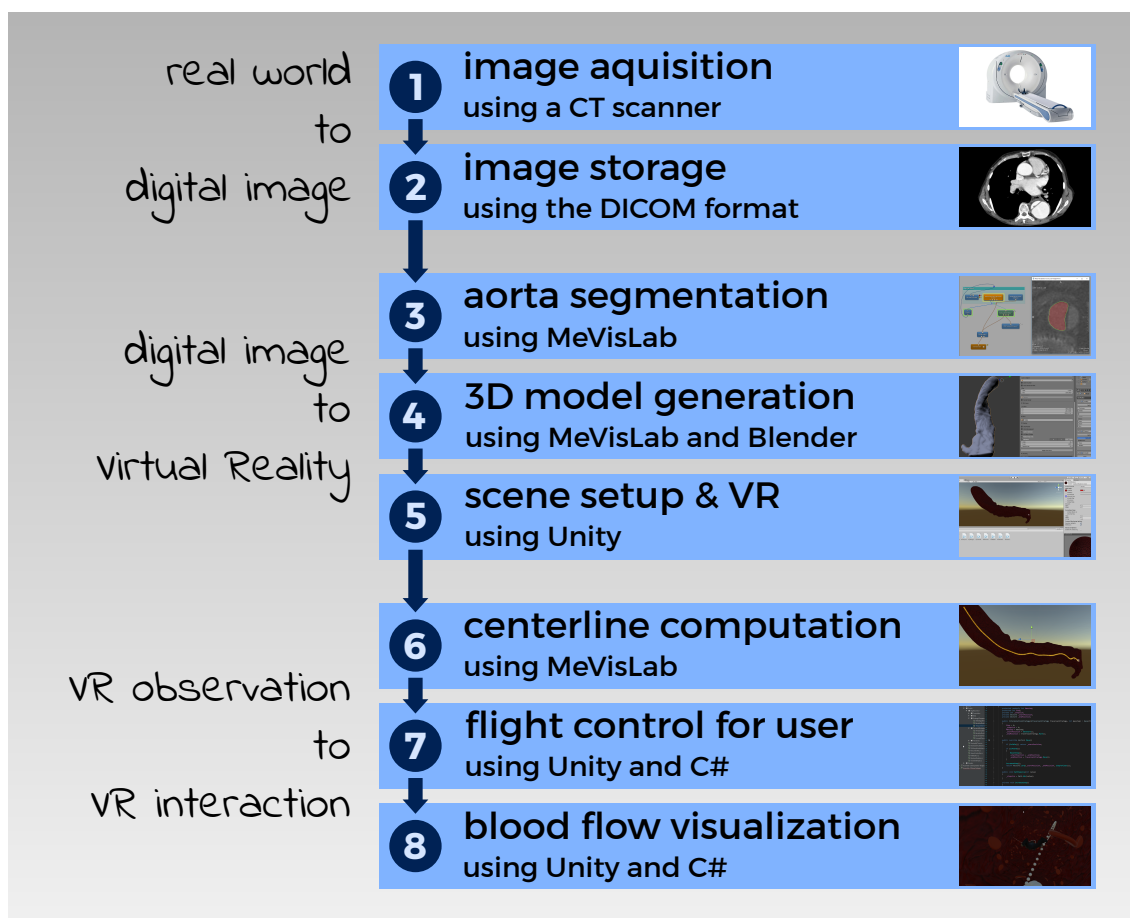 real world
to
digital image
1
image aquisition
using a CT scanner
2
image storage
using the DICOM format
digital image
to
Virtual Reality
3
aorta segmentation
using MeVisLab
4
3D model generation
using MeVisLab and Blender
5
scene setup & VR
using Unity
VR observation
to
VR interaction
6
centerline computation
using MeVisLab
7
flight control for user
using Unity and C#
8
blood flow visualization
using Unity and C#